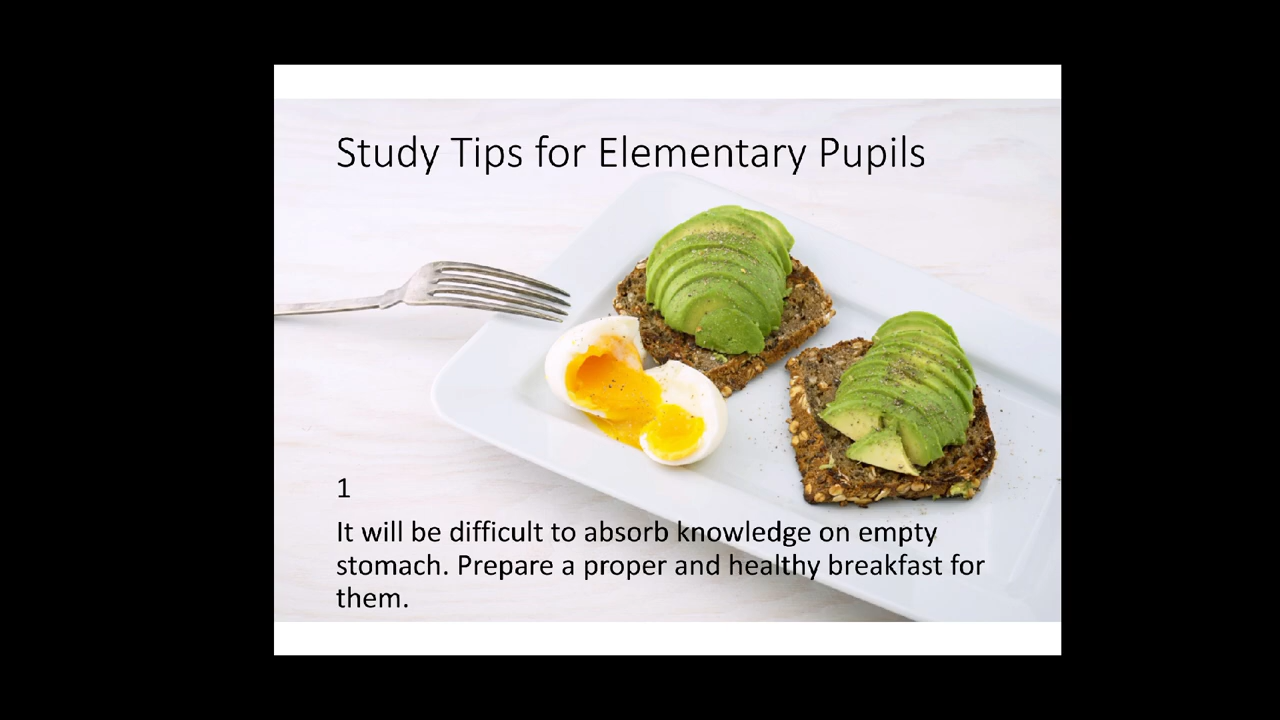 Study Tips for Elementary Pupils
1
It will be difficult to absorb knowledge on empty
stomach. Prepare a proper and healthy breakfast for
them.